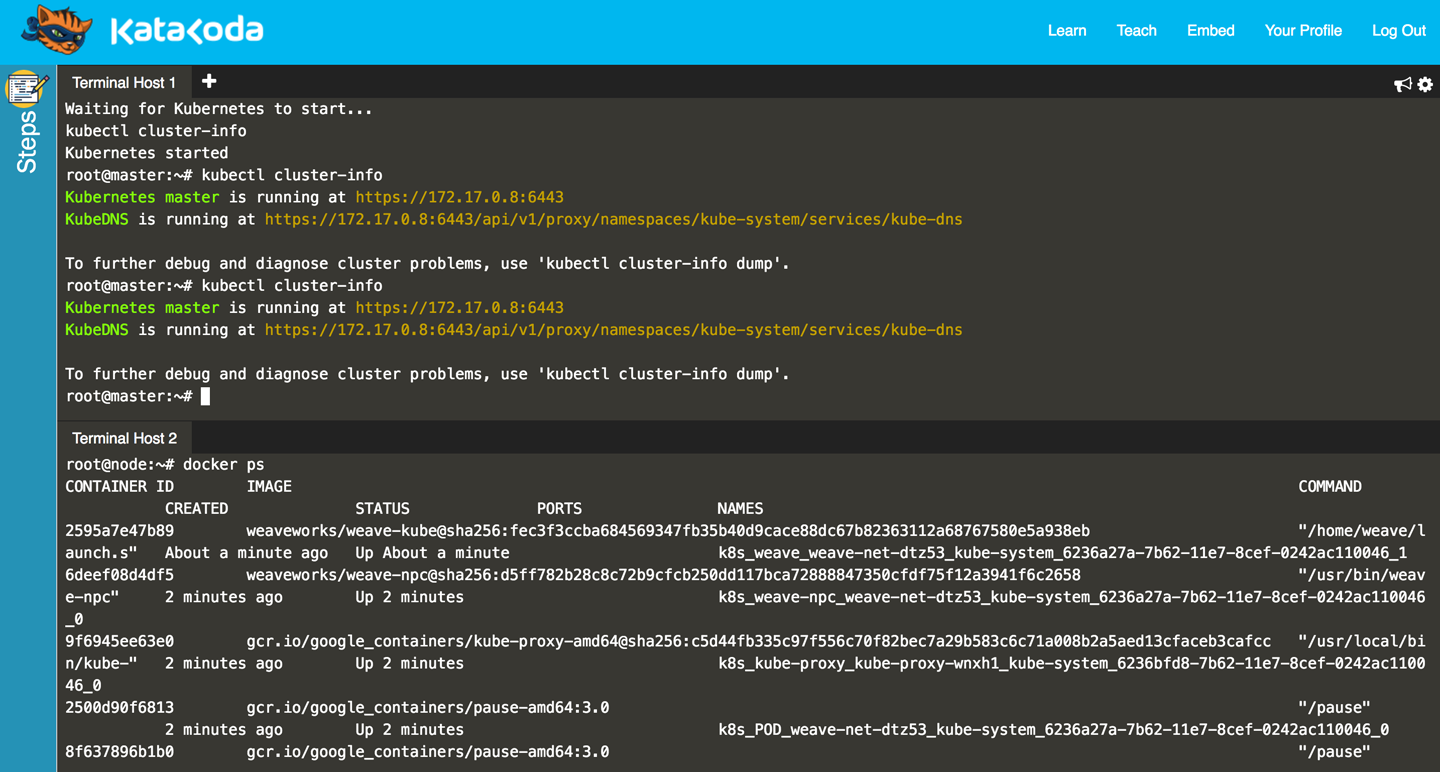 KataKoda
Learn Teach Embed Your Profile Log Out
Steps
Terminal Host 1 +
Waiting for Kubernetes to start...
kubectl cluster-info
Kubernetes started
root@master:~# kubectl cluster-info
Kubernetes master is running at https://172.17.0.8:6443
KubeDNS is running at https://172.17.0.8:6443/api/v1/proxy/namespaces/kube-system/services/kube-dns
To further debug and diagnose cluster problems, use 'kubectl cluster-info dump'.
root@master:~# kubectl cluster-info
Kubernetes master is running at https://172.17.0.8:6443
KubeDNS is running at https://172.17.0.8:6443/api/v1/proxy/namespaces/kube-system/services/kube-dns
To further debug and diagnose cluster problems, use 'kubectl cluster-info dump'.
root@master:~#
Terminal Host 2
root@node:~# docker ps
CONTAINER ID IMAGE COMMAND
CREATED STATUS PORTS NAMES
2595a7e47b89 weaveworks/weave-kube@sha256:fec3f3ccba684569347fb35b40d9cace88dc67b82363112a68767580e5a938eb "/home/weave/l
aunch.s" About a minute ago Up About a minute k8s_weave_weave-net-dtz53_kube-system_6236a27a-7b62-11e7-8cef-0242ac110046_1
6deef08d4df5 weaveworks/weave-npc@sha256:d5ff782b28c8c72b9cfcb250dd117bca72888847350cfdf75f12a3941f6c2658 "/usr/bin/weav
e-npc" 2 minutes ago Up 2 minutes k8s_weave-npc_weave-net-dtz53_kube-system_6236a27a-7b62-11e7-8cef-0242ac110046
_0
9f6945ee63e0 gcr.io/google_containers/kube-proxy-amd64@sha256:c5d44fb335c97f556c70f82bec7a29b583c6c71a008b2a5aed13cfaceb3cafcc "/usr/local/bi
n/kube-" 2 minutes ago Up 2 minutes k8s_kube-proxy_kube-proxy-wnxh1_kube-system_6236bfd8-7b62-11e7-8cef-0242ac1100
46_0
2500d90f6813 gcr.io/google_containers/pause-amd64:3.0 "/pause"
2 minutes ago Up 2 minutes k8s_POD_weave-net-dtz53_kube-system_6236a27a-7b62-11e7-8cef-0242ac110046_0
8f637896b1b0 gcr.io/google_containers/pause-amd64:3.0 "/pause"